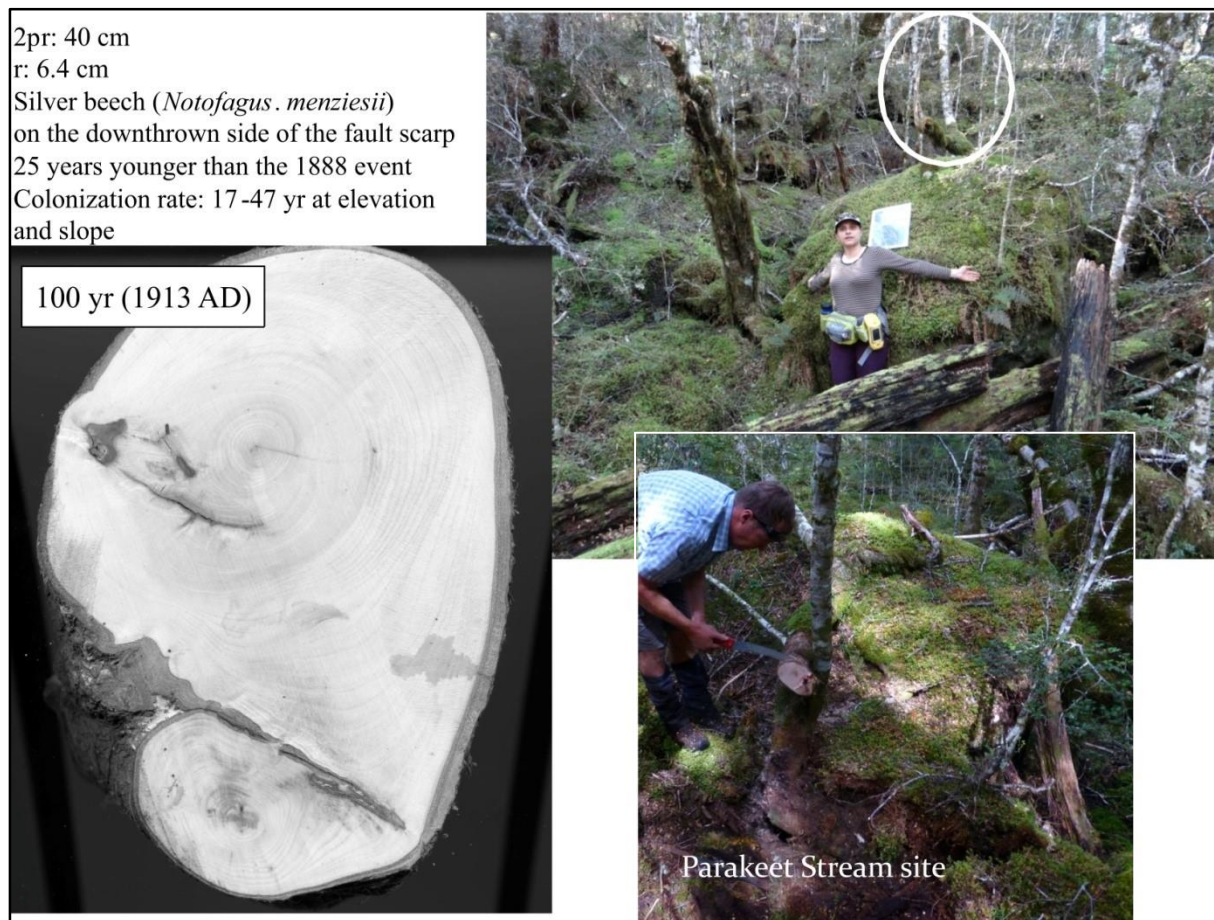 2pr: 40 cm
r: 6.4 cm
Silver beech (Notofagus. menziesii)
on the downthrown side of the fault scarp
25 years younger than the 1888 event
Colonization rate: 17-47 yr at elevation
and slope
100 yr (1913 AD)
Parakeet Stream site